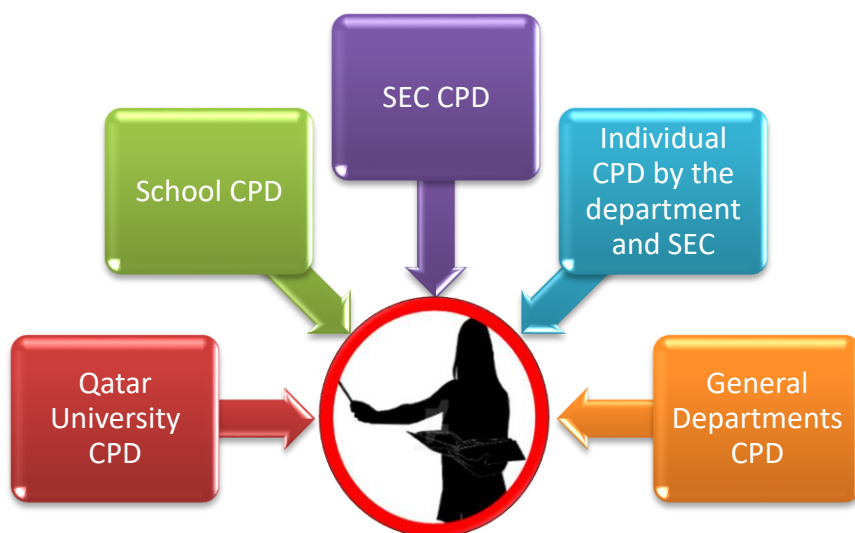 SEC CPD
School CPD
Individual
CPD by the
department
and SEC
Qatar
University
CPD
General
Departments
CPD